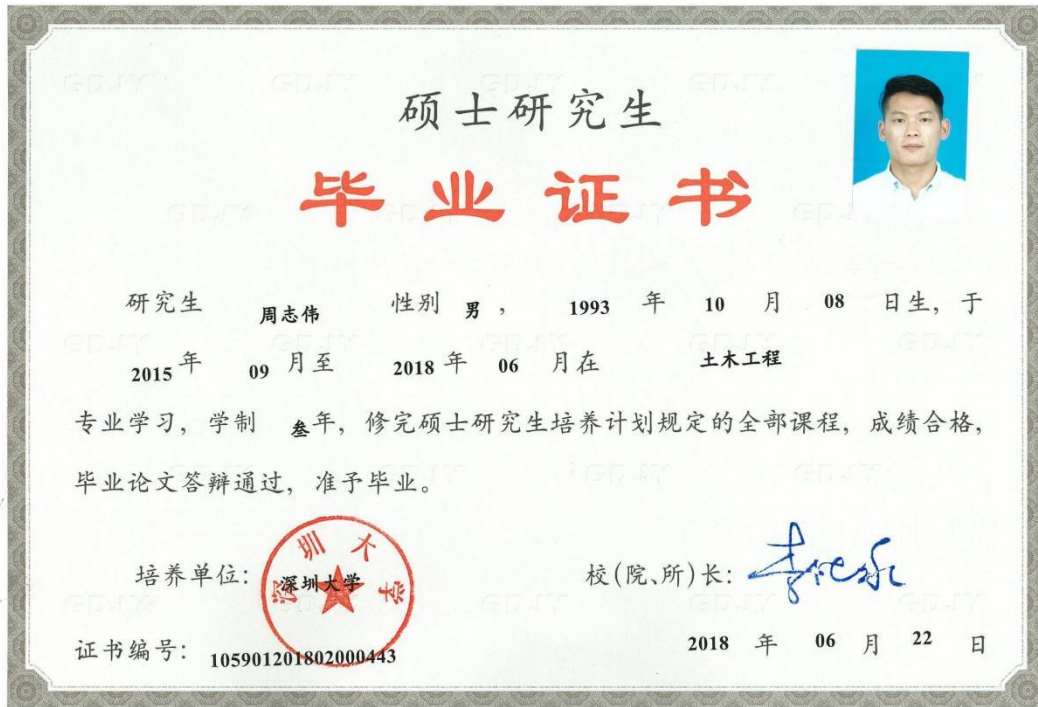 硕士研究生
毕业证书
研究生 周志伟 性别 男 ， 1993 年 10 月 08 日生，于
2015 年 09 月至 2018 年 06 月在 土木工程
专业学习，学制 叁年，修完硕士研究生培养计划规定的全部课程，成绩合格，
毕业论文答辩通过，准予毕业。
深圳大学
培养单位： 深圳大学 校(院、所)长：
证书编号： 105901201802000443 2018 年 06 月 22 日